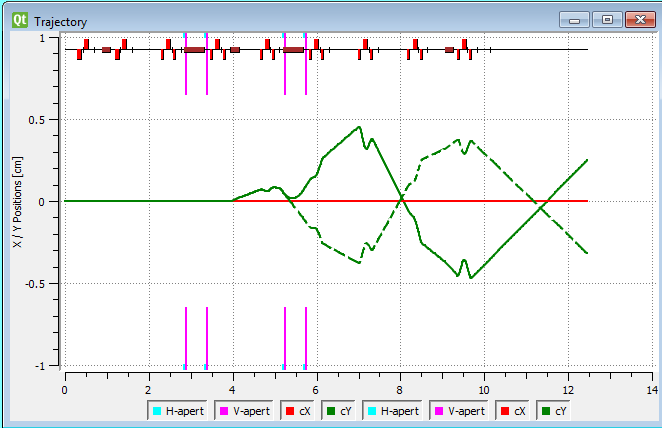 Qt Trajectory
1
0.5
0
-0.5
-1
X / Y Positions [cm]
0 2 4 6 8 10 12 14
H-apert V-apert cX cY H-apert V-apert cX cY